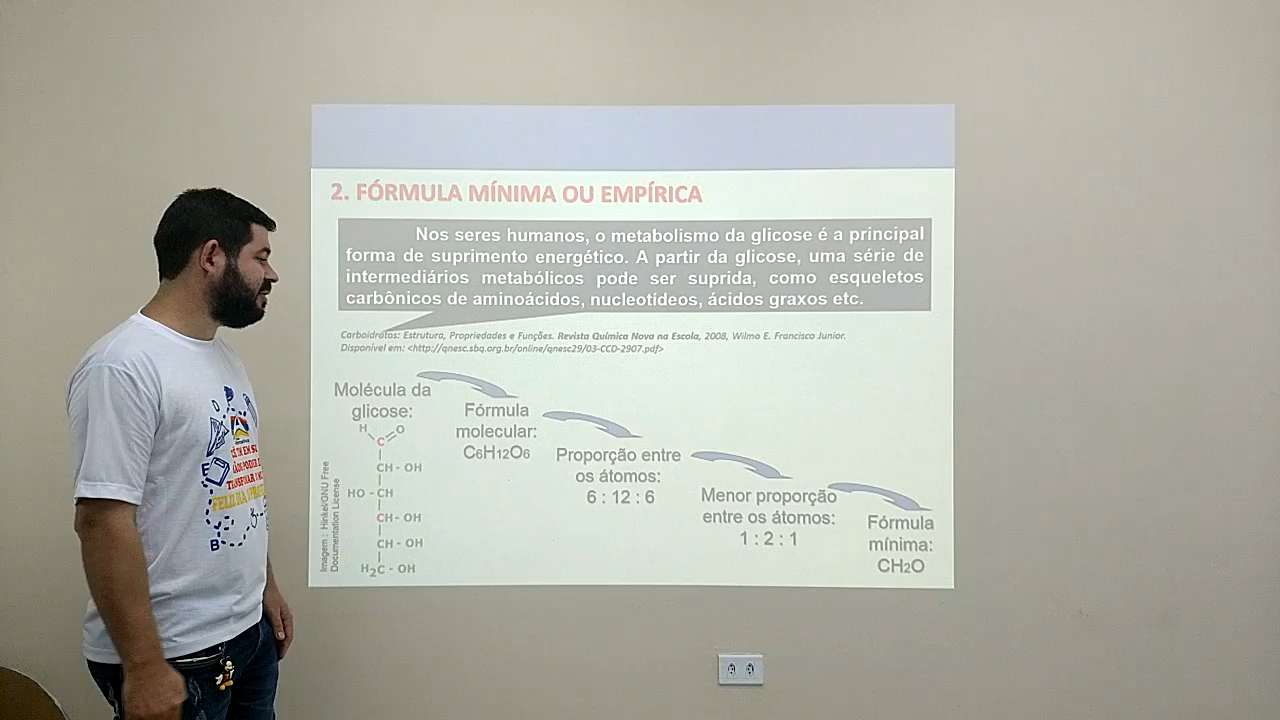 2. FÓRMULA MÍNIMA OU EMPÍRICA
Nos seres humanos, o metabolismo da glicose é a principal
forma de suprimento energético. A partir da glicose, uma série de
intermediários metabólicos pode ser suprida, como esqueletos
carbônicos de aminoácidos, nucleotídeos, ácidos graxos etc.
Carboidratos: Estrutura, Propriedades e Funções. Revista Química Nova na Escola, 2008, Wilmo E. Francisco Junior.
Disponível em: <http://qnesc.sbq.org.br/online/qnesc29/03-CCD-2907.pdf>
Molécula da
glicose:
H O
C
CH - OH
HO - CH
CH - OH
CH - OH
H₂C - OH
Imagem : Hinkel/GNU Free
Documentation License
Fórmula
molecular:
C₆H₁₂O₆
Proporção entre
os átomos:
6 : 12 : 6
Menor proporção
entre os átomos:
1 : 2 : 1
Fórmula
mínima:
CH₂O